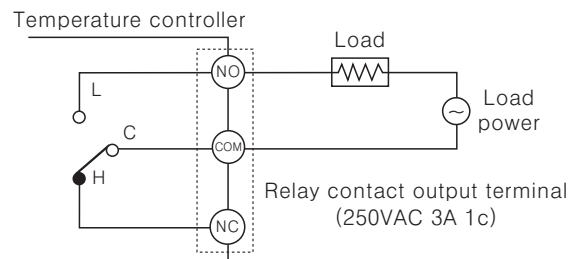 Temperature controller
NO
Load
L
Load
power
C
COM
H
Relay contact output terminal
(250VAC 3A 1c)
NC